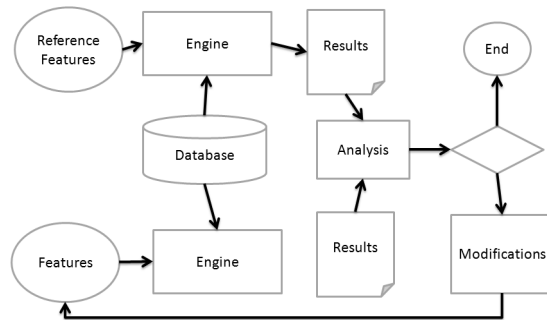 Reference
Features
Engine
Results
End
Database
Analysis
Features
Engine
Results
Modifications